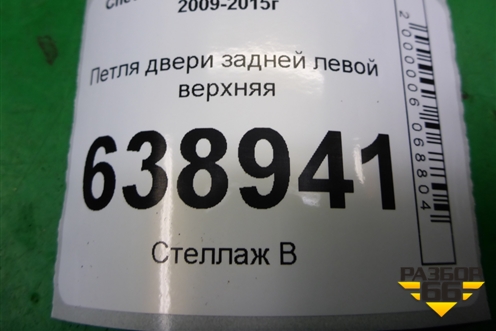 2009-2015г
Петля двери задней левой
верхняя
638941
Стеллаж В
2000006068804
РАЗБОР
66